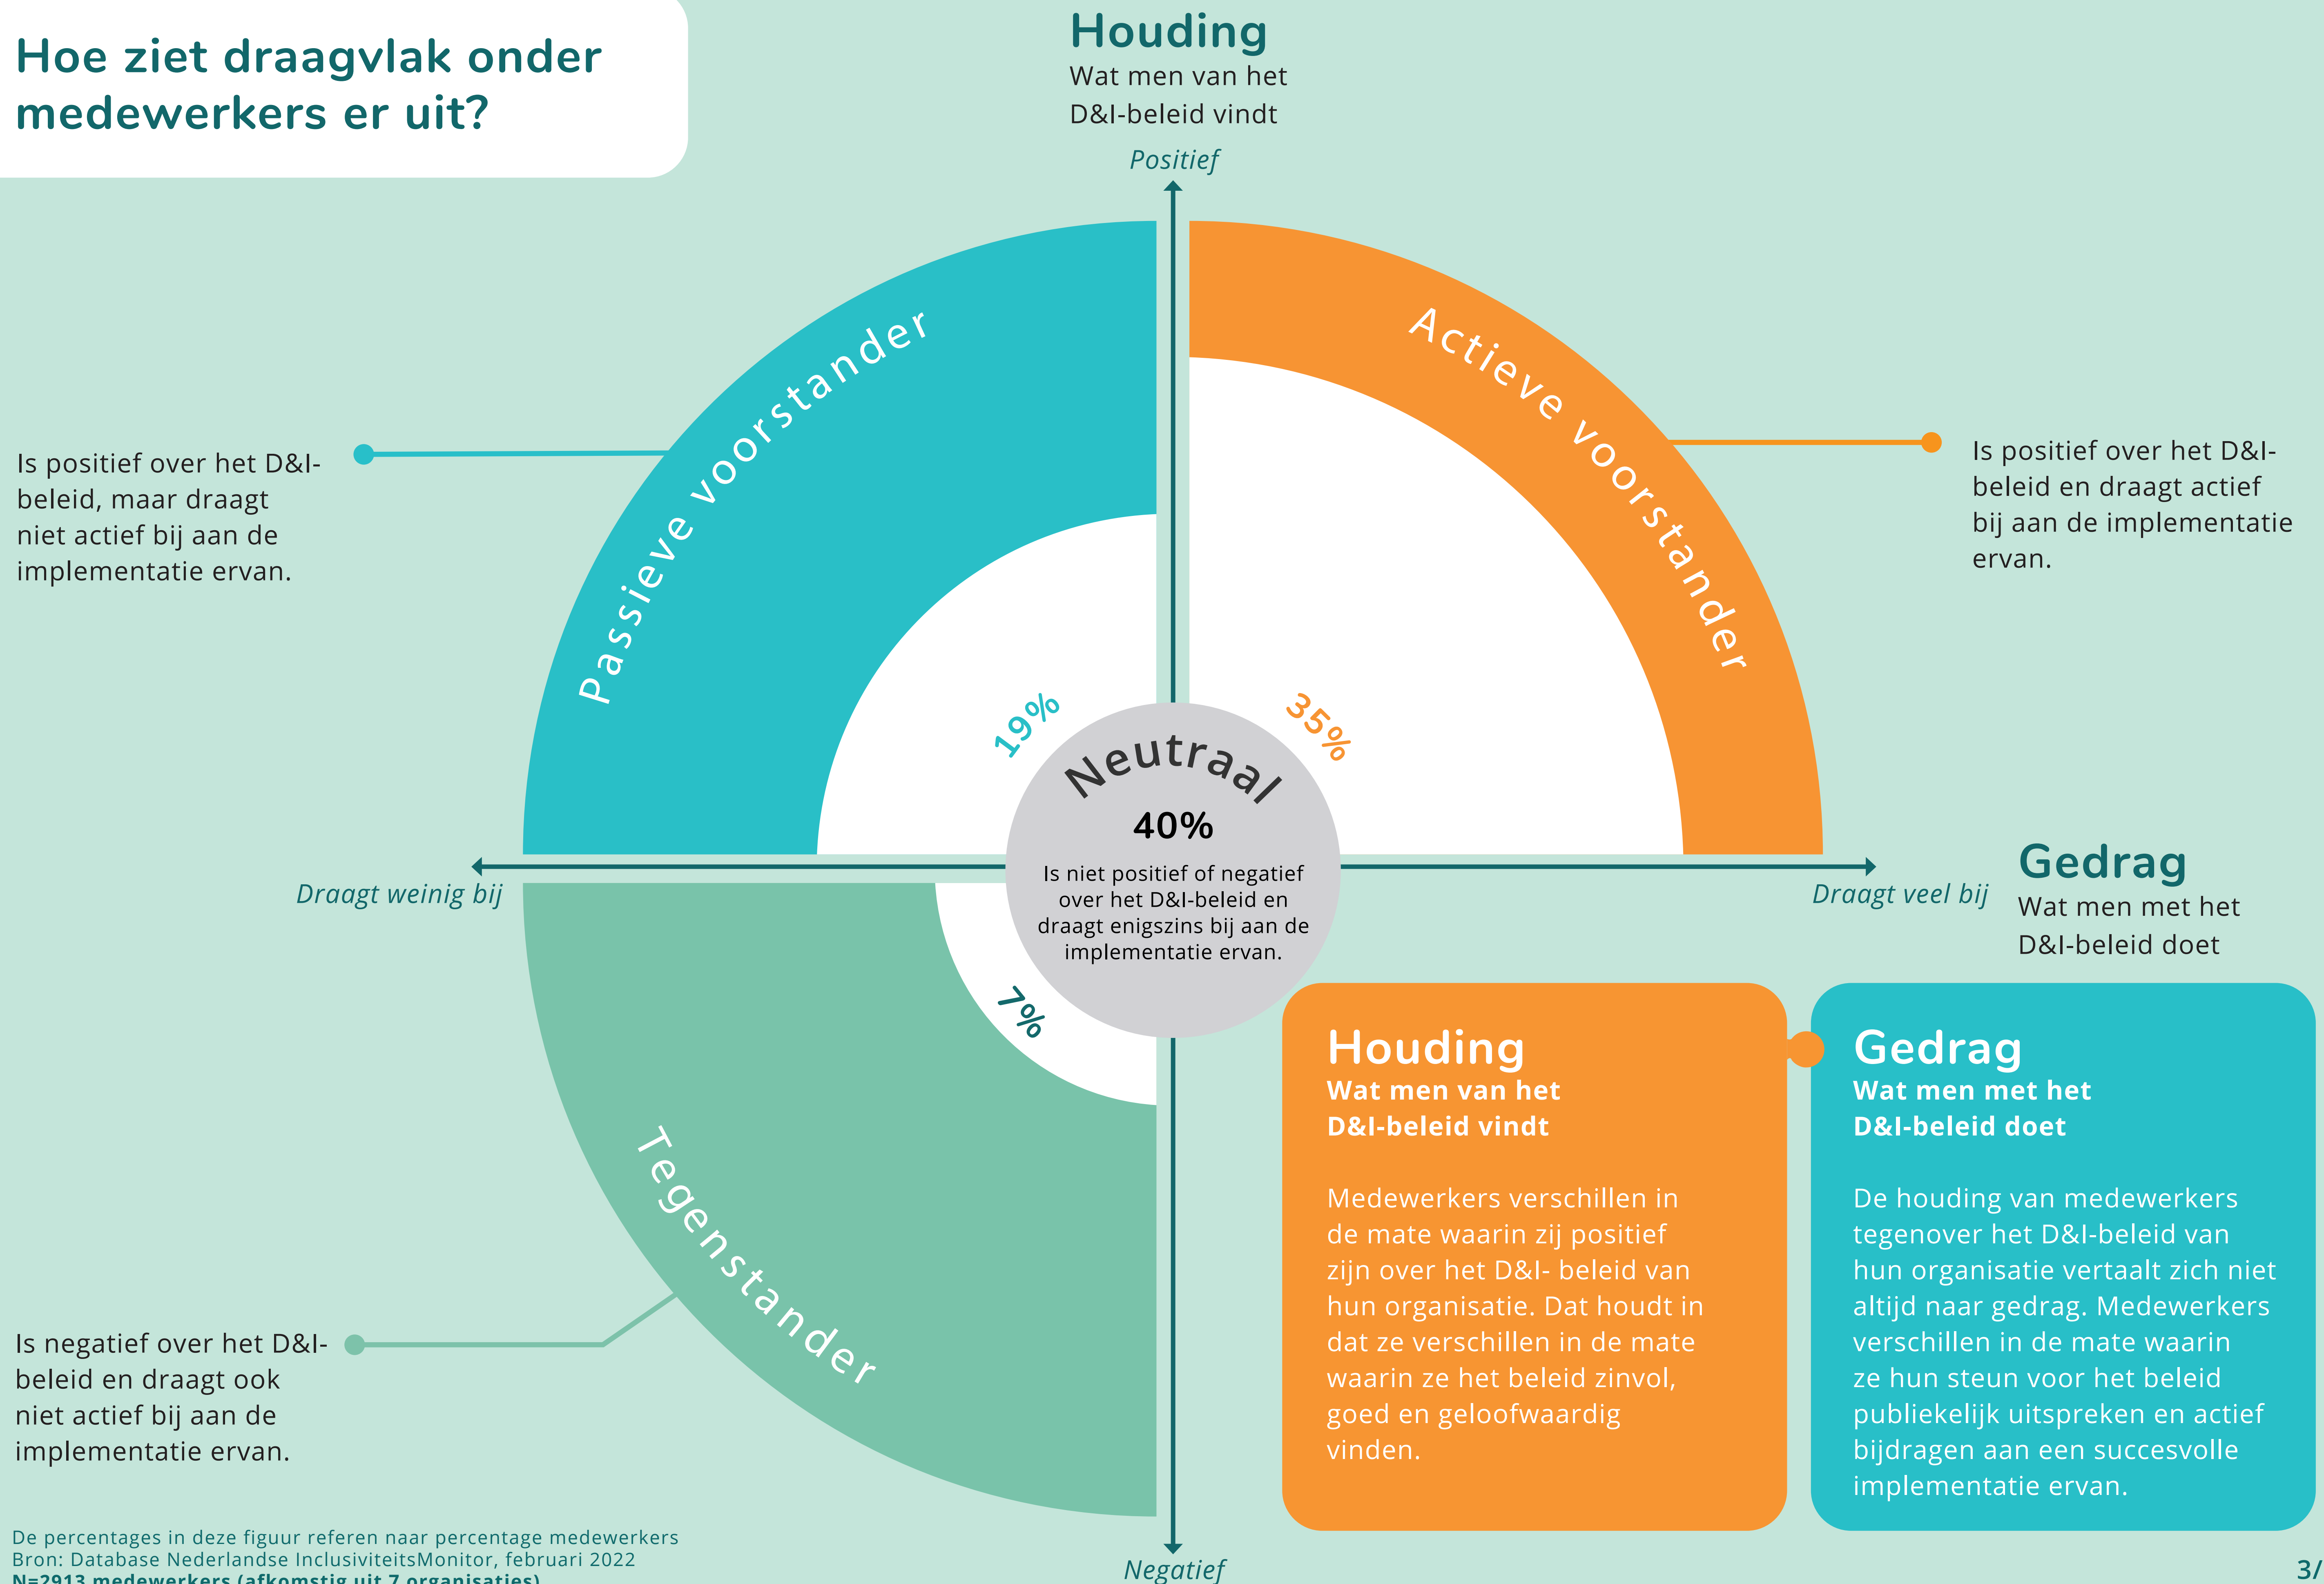 Hoe ziet draagvlak onder
medewerkers er uit?
Houding
Wat men van het
D&I-beleid vindt
Positief
Passieve voorstander
Actieve voorstander
Is positief over het D&I-
beleid, maar draagt
niet actief bij aan de
implementatie ervan.
Is positief over het D&I-
beleid en draagt actief
bij aan de implementatie
ervan.
19%
35%
Neutraal
40%
Is niet positief of negatief
over het D&I-beleid en
draagt enigszins bij aan de
implementatie ervan.
Draagt weinig bij
Draagt veel bij
Gedrag
Wat men met het
D&I-beleid doet
7%
Tegenstander
Is negatief over het D&I-
beleid en draagt ook
niet actief bij aan de
implementatie ervan.
Houding
Wat men van het
D&I-beleid vindt
Medewerkers verschillen in
de mate waarin zij positief
zijn over het D&I- beleid van
hun organisatie. Dat houdt in
dat ze verschillen in de mate
waarin ze het beleid zinvol,
goed en geloofwaardig
vinden.
Gedrag
Wat men met het
D&I-beleid doet
De houding van medewerkers
tegenover het D&I-beleid van
hun organisatie vertaalt zich niet
altijd naar gedrag. Medewerkers
verschillen in de mate waarin
ze hun steun voor het beleid
publiekelijk uitspreken en actief
bijdragen aan een succesvolle
implementatie ervan.
Negatief
De percentages in deze figuur referen naar percentage medewerkers
Bron: Database Nederlandse InclusiviteitsMonitor, februari 2022
N=2913 medewerkers (afkomstig uit 7 organisaties)
3/